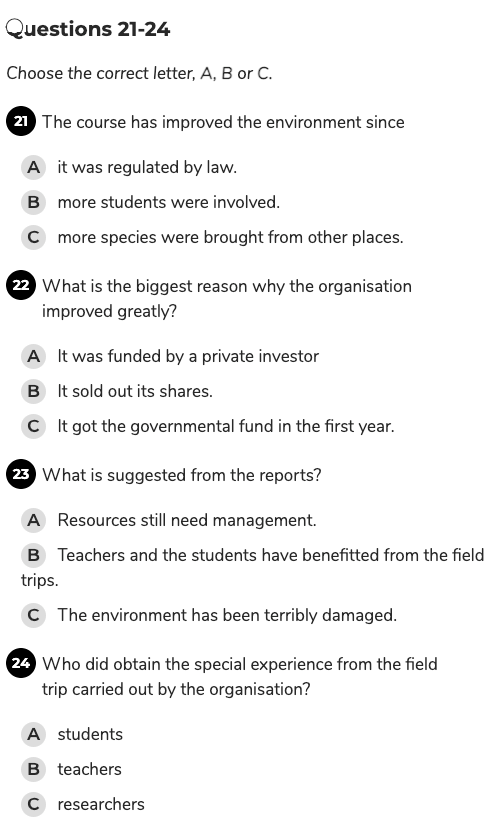 Questions 21-24
Choose the correct letter, A, B or C.
21 The course has improved the environment since
A it was regulated by law.
B more students were involved.
C more species were brought from other places.
22 What is the biggest reason why the organisation
improved greatly?
A It was funded by a private investor
B It sold out its shares.
C It got the governmental fund in the first year.
23 What is suggested from the reports?
A Resources still need management.
B Teachers and the students have benefitted from the field
trips.
C The environment has been terribly damaged.
24 Who did obtain the special experience from the field
trip carried out by the organisation?
A students
B teachers
C researchers